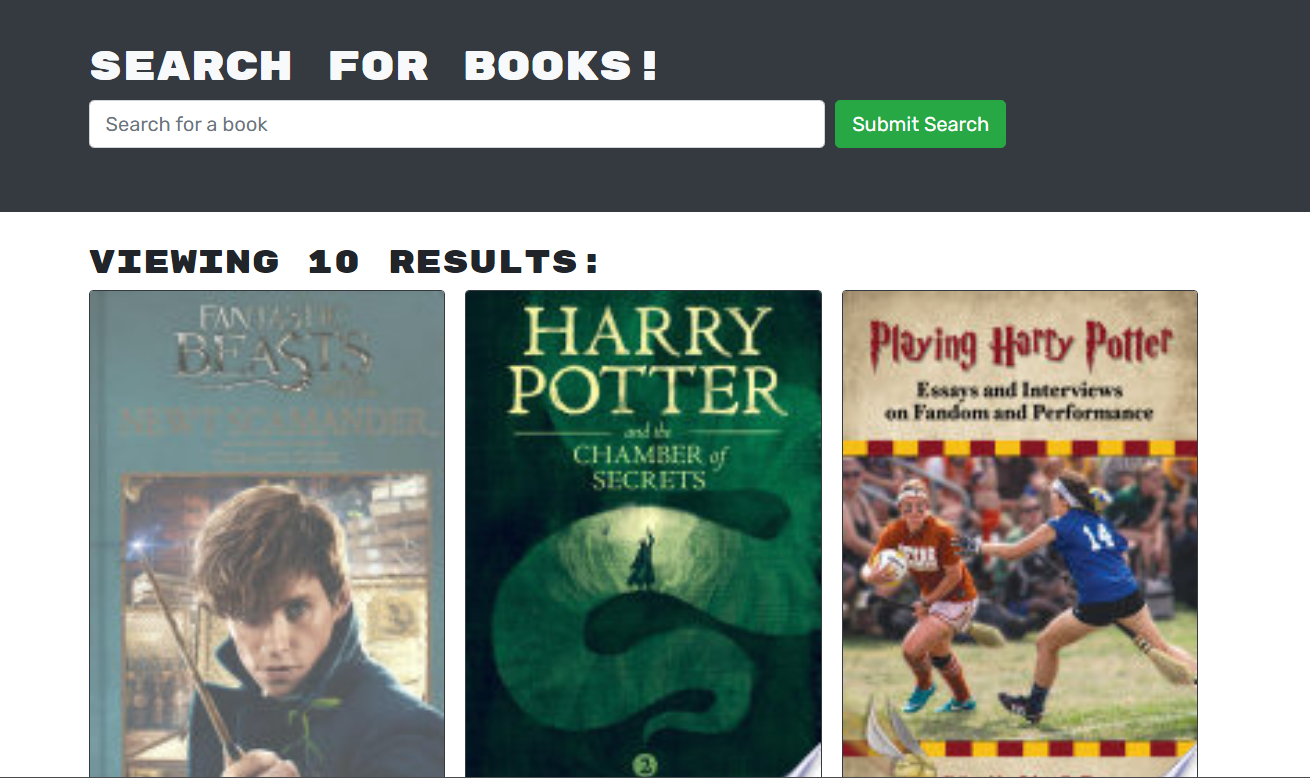 SEARCH FOR BOOKS!
Search for a book
Submit Search
VIEWING 10 RESULTS:
FANTASTIC
BEASTS
NEWT SCAMANDER
HARRY
POTTER
and the
CHAMBER of
SECRETS
2
Playing Harry Potter
Essays and Interviews
on Fandom and Performance
14